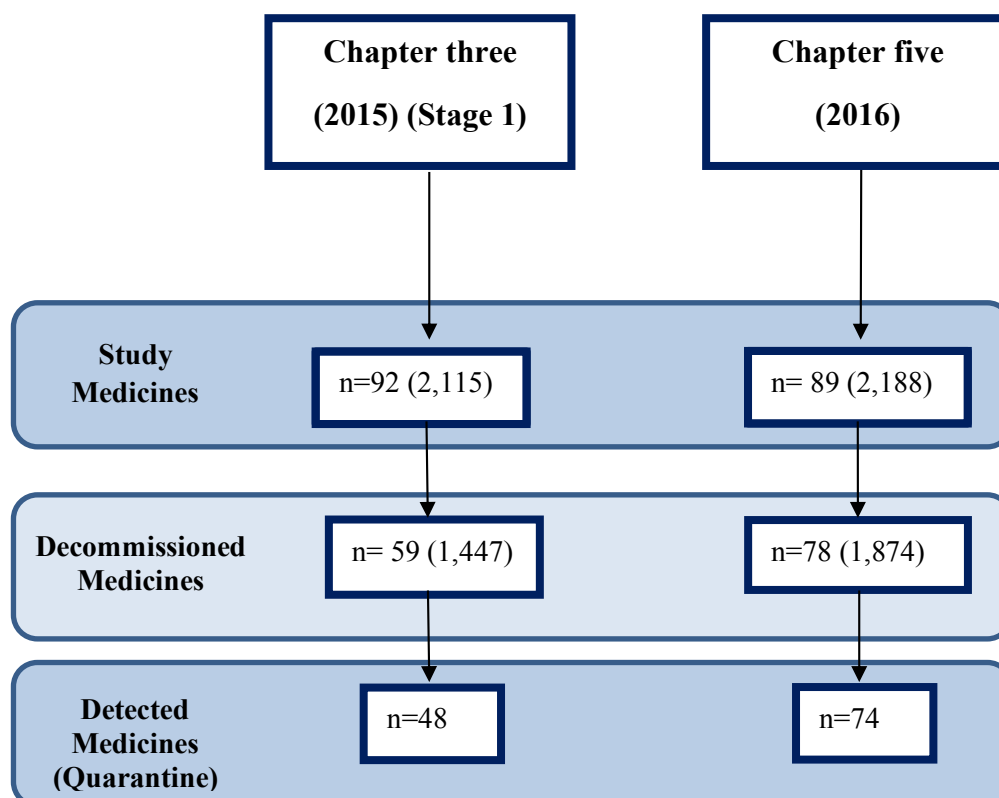 Chapter three
(2015) (Stage 1)
Chapter five
(2016)
Study
Medicines
n=92 (2,115)
n= 89 (2,188)
Decommissioned
Medicines
n= 59 (1,447)
n=78 (1,874)
Detected
Medicines
(Quarantine)
n=48
n=74